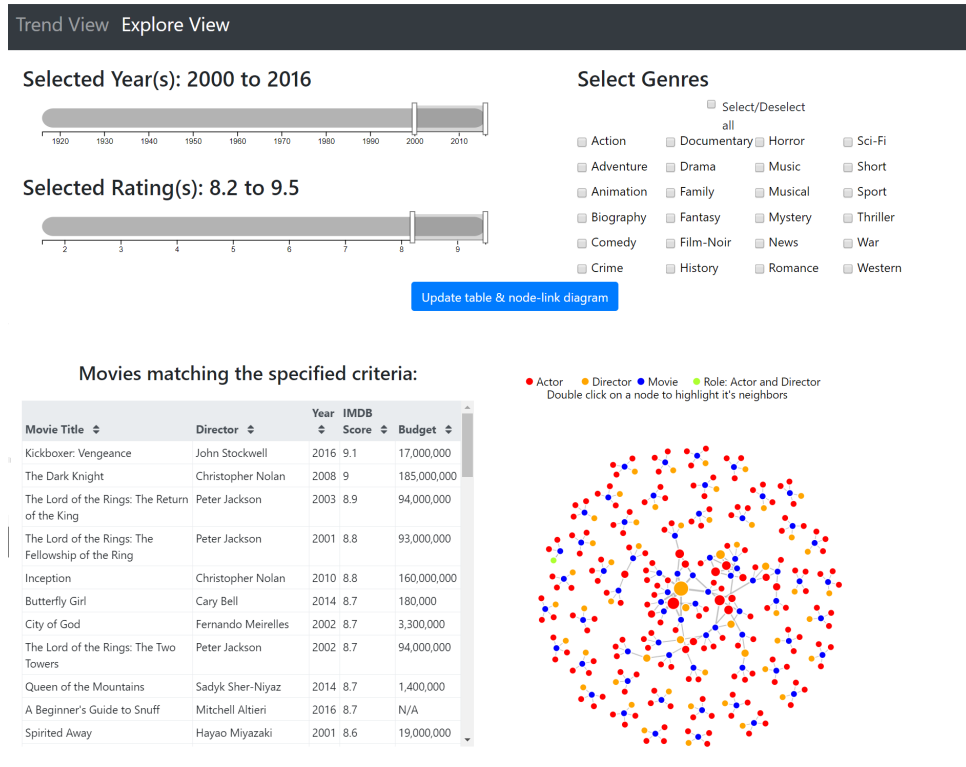 Trend View Explore View
Selected Year(s): 2000 to 2016
1920 1930 1940 1950 1960 1970 1980 1990 2000 2010
Selected Rating(s): 8.2 to 9.5
2 3 4 5 6 7 8 9
Select Genres
Select/Deselect
all
Action Documentary Horror Sci-Fi
Adventure Drama Music Short
Animation Family Musical Sport
Biography Fantasy Mystery Thriller
Comedy Film-Noir News War
Crime History Romance Western
Update table & node-link diagram
Movies matching the specified criteria:
Year IMDB
Movie Title Director Score Budget
Kickboxer: Vengeance John Stockwell 2016 9.1 17,000,000
The Dark Knight Christopher Nolan 2008 9 185,000,000
The Lord of the Rings: The Return Peter Jackson 2003 8.9 94,000,000
of the King
The Lord of the Rings: The Peter Jackson 2001 8.8 93,000,000
Fellowship of the Ring
Inception Christopher Nolan 2010 8.8 160,000,000
Butterfly Girl Cary Bell 2014 8.7 180,000
City of God Fernando Meirelles 2002 8.7 3,300,000
The Lord of the Rings: The Two Peter Jackson 2002 8.7 94,000,000
Towers
Queen of the Mountains Sadyk Sher-Niyaz 2014 8.7 1,400,000
A Beginner's Guide to Snuff Mitchell Altieri 2016 8.7 N/A
Spirited Away Hayao Miyazaki 2001 8.6 19,000,000
Actor Director Movie Role: Actor and Director
Double click on a node to highlight it's neighbors